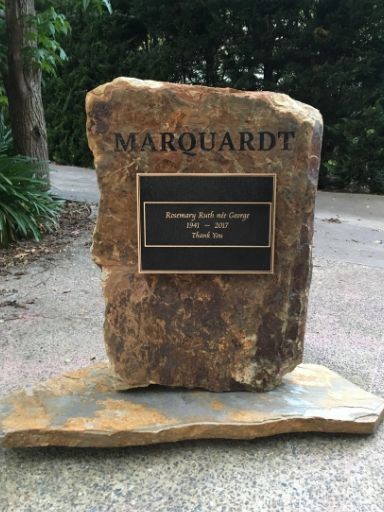 MARQUARDT
Rosemary Ruth née George
1941 ~ 2017
Thank You